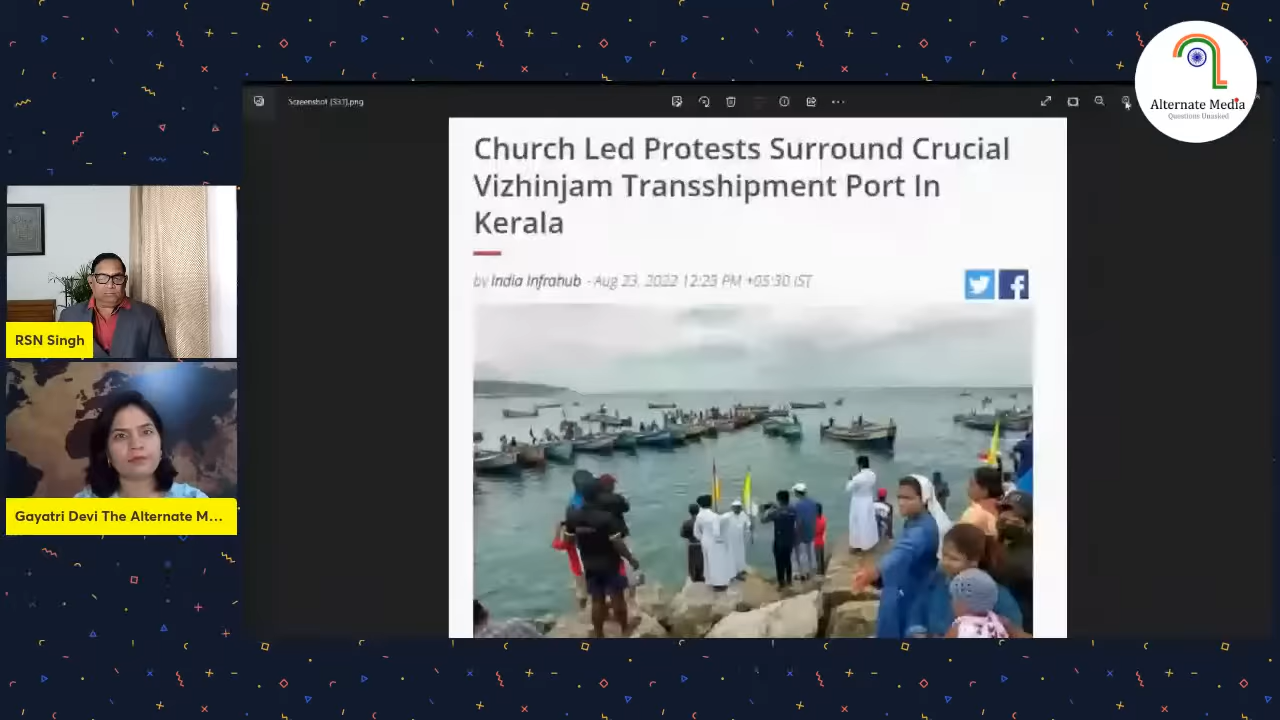 Screenshot (331).png
Alternate Media
Questions Unasked
Church Led Protests Surround Crucial
Vizhinjam Transshipment Port In
Kerala
by India Infrahub - Aug 23, 2022 12:23 PM +05:30 IST
RSN Singh
Gayatri Devi The Alternate M...